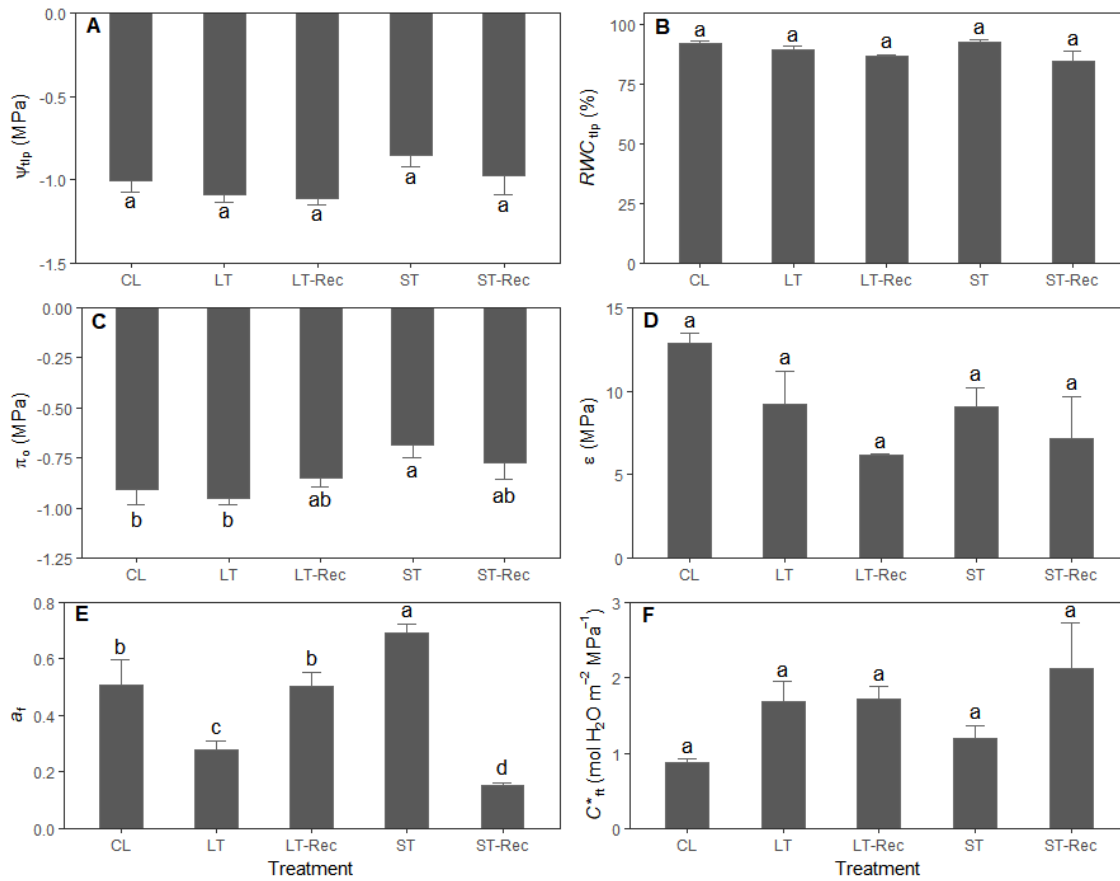 A
0.0
-0.5
-1.0
-1.5
Ψtlp (MPa)
a a a a a
CL LT LT-Rec ST ST-Rec
B
100
75
50
25
0
RWCtlp (%)
a a a a a
CL LT LT-Rec ST ST-Rec
C
0.00
-0.25
-0.50
-0.75
-1.00
-1.25
πo (MPa)
b b ab a ab
CL LT LT-Rec ST ST-Rec
D
15
10
5
0
ε (MPa)
a a a a a
CL LT LT-Rec ST ST-Rec
E
0.8
0.6
0.4
0.2
0.0
af
b c b a d
CL LT LT-Rec ST ST-Rec
Treatment
F
3
2
1
0
C*ft (mol H2O m−2 MPa−1)
a a a a a
CL LT LT-Rec ST ST-Rec
Treatment